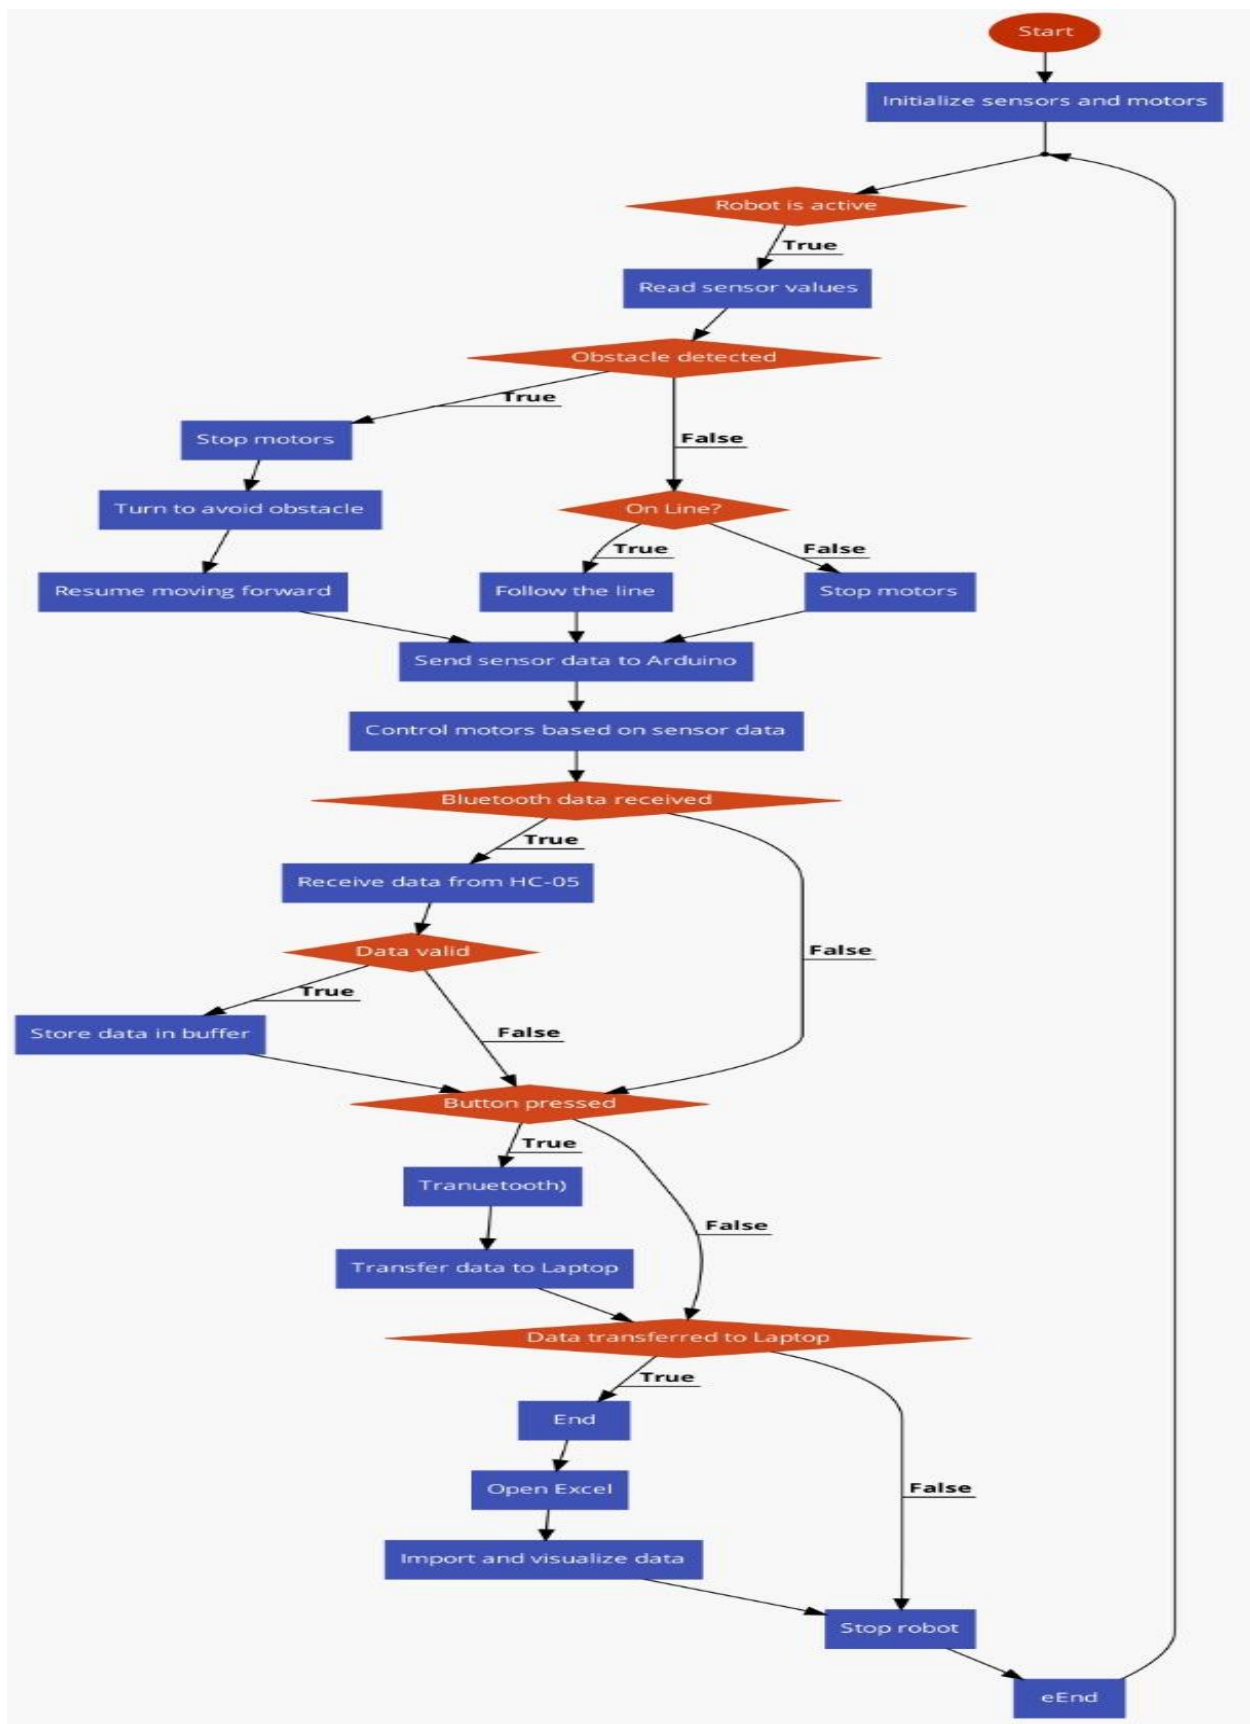 Start
Initialize sensors and motors
Robot is active
True
Read sensor values
Obstacle detected
True
Stop motors
False
Turn to avoid obstacle
On Line?
True
False
Resume moving forward
Follow the line
Stop motors
Send sensor data to Arduino
Control motors based on sensor data
Bluetooth data received
True
Receive data from HC-05
Data valid
False
True
Store data in buffer
False
Button pressed
True
Tranuetooth)
False
Transfer data to Laptop
Data transferred to Laptop
True
End
Open Excel
False
Import and visualize data
Stop robot
eEnd